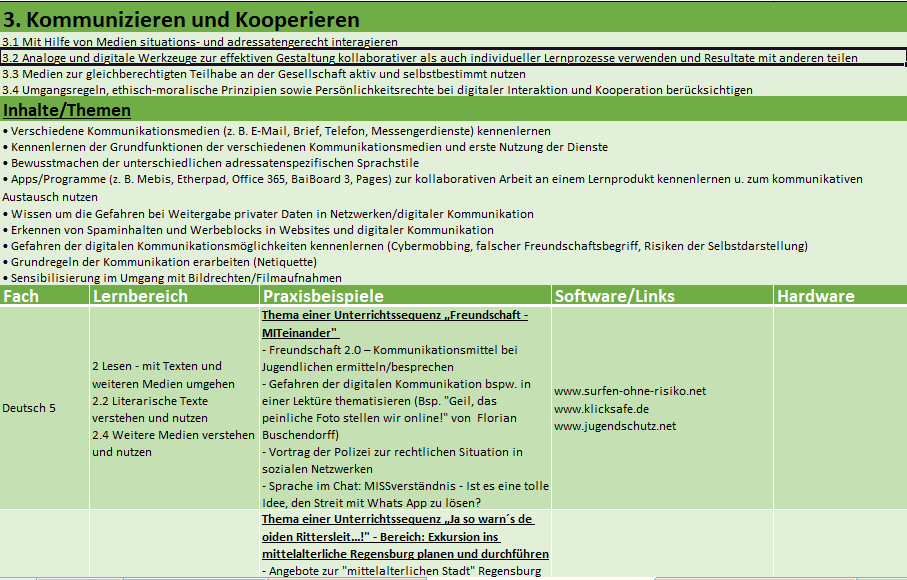 3. Kommunizieren und Kooperieren
3.1 Mit Hilfe von Medien situations- und adressatengerecht interagieren
3.2 Analoge und digitale Werkzeuge zur effektiven Gestaltung kollaborativer als auch individueller Lernprozesse verwenden und Resultate mit anderen teilen
3.3 Medien zur gleichberechtigten Teilhabe an der Gesellschaft aktiv und selbstbestimmt nutzen
3.4 Umgangsregeln, ethisch-moralische Prinzipien sowie Persönlichkeitsrechte bei digitaler Interaktion und Kooperation berücksichtigen
Inhalte/Themen
• Verschiedene Kommunikationsmedien (z. B. E-Mail, Brief, Telefon, Messengerdienste) kennenlernen
• Kennenlernen der Grundfunktionen der verschiedenen Kommunikationsmedien und erste Nutzung der Dienste
• Bewusstmachen der unterschiedlichen adressatenspezifischen Sprachstile
• Apps/Programme (z. B. Mebis, Etherpad, Office 365, BaiBoard 3, Pages) zur kollaborativen Arbeit an einem Lernprodukt kennenlernen u. zum kommunikativen
Austausch nutzen
• Wissen um die Gefahren bei Weitergabe privater Daten in Netzwerken/digitaler Kommunikation
• Erkennen von Spaminhalten und Werbeblocks in Websites und digitaler Kommunikation
• Gefahren der digitalen Kommunikationsmöglichkeiten kennenlernen (Cybermobbing, falscher Freundschaftsbegriff, Risiken der Selbstdarstellung)
• Grundregeln der Kommunikation erarbeiten (Netiquette)
• Sensibilisierung im Umgang mit Bildrechten/Filmaufnahmen
Fach Lernbereich Praxisbeispiele Software/Links Hardware
Deutsch 5
2 Lesen - mit Texten und
weiteren Medien umgehen
2.2 Literarische Texte
verstehen und nutzen
2.4 Weitere Medien verstehen
und nutzen
Thema einer Unterrichtssequenz „Freundschaft -
MITeinander"
- Freundschaft 2.0 – Kommunikationsmittel bei
Jugendlichen ermitteln/besprechen
- Gefahren der digitalen Kommunikation bspw. in
einer Lektüre thematisieren (Bsp. "Geil, das
peinliche Foto stellen wir online!" von Florian
Buschendorff)
- Vortrag der Polizei zur rechtlichen Situation in
sozialen Netzwerken
- Sprache im Chat: MISSverständnis - Ist es eine tolle
Idee, den Streit mit Whats App zu lösen?
www.surfen-ohne-risiko.net
www.klicksafe.de
www.jugendschutz.net
Thema einer Unterrichtssequenz „Ja so warn´s de
oiden Rittersleit…!" - Bereich: Exkursion ins
mittelalterliche Regensburg planen und durchführen
- Angebote zur "mittelalterlichen Stadt" Regensburg